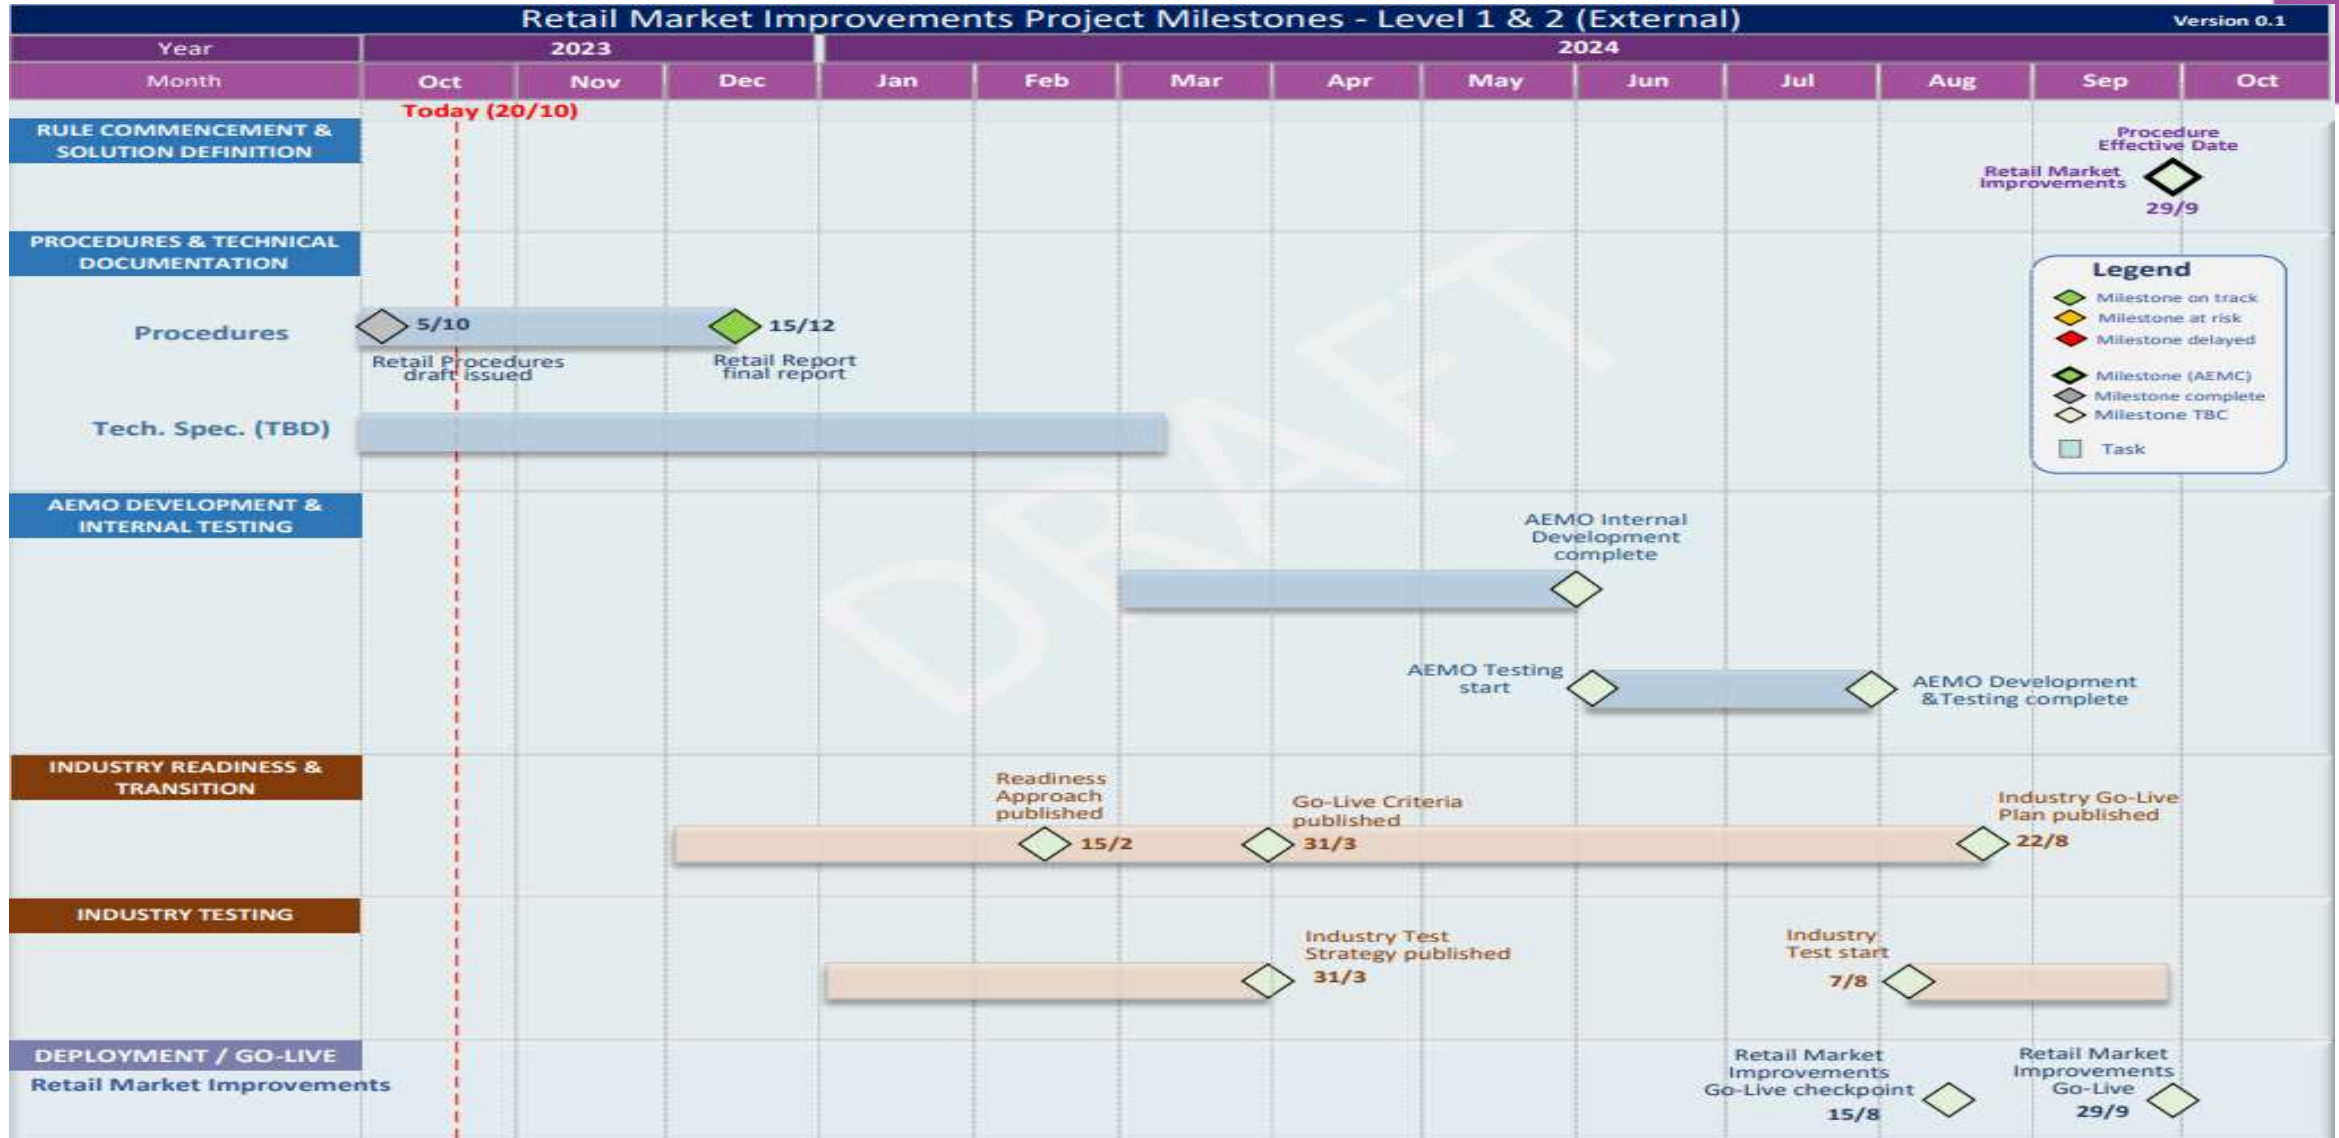 Retail Market Improvements Project Milestones - Level 1 & 2 (External)
Version 0.1
Year
2023
2024
Month
Oct
Nov
Dec
Jan
Feb
Mar
Apr
May
Jun
Jul
Aug
Sep
Oct
Today (20/10)
RULE COMMENCEMENT &
SOLUTION DEFINITION
Procedure
Effective Date
Retail Market
Improvements
29/9
PROCEDURES & TECHNICAL
DOCUMENTATION
Legend
Milestone on track
Milestone at risk
Milestone delayed
Milestone (AEMC)
Milestone complete
Milestone TBC
Task
Procedures
5/10
Retail Procedures
draft issued
15/12
Retail Report
final report
Tech. Spec. (TBD)
DRAFT
AEMO DEVELOPMENT &
INTERNAL TESTING
AEMO Internal
Development
complete
AEMO Testing
start
AEMO Development
&Testing complete
INDUSTRY READINESS &
TRANSITION
Readiness
Approach
published
15/2
Go-Live Criteria
published
31/3
Industry Go-Live
Plan published
22/8
INDUSTRY TESTING
Industry Test
Strategy published
31/3
Industry
Test start
7/8
DEPLOYMENT / GO-LIVE
Retail Market Improvements
Retail Market
Improvements
Go-Live checkpoint
15/8
Retail Market
Improvements
Go-Live
29/9